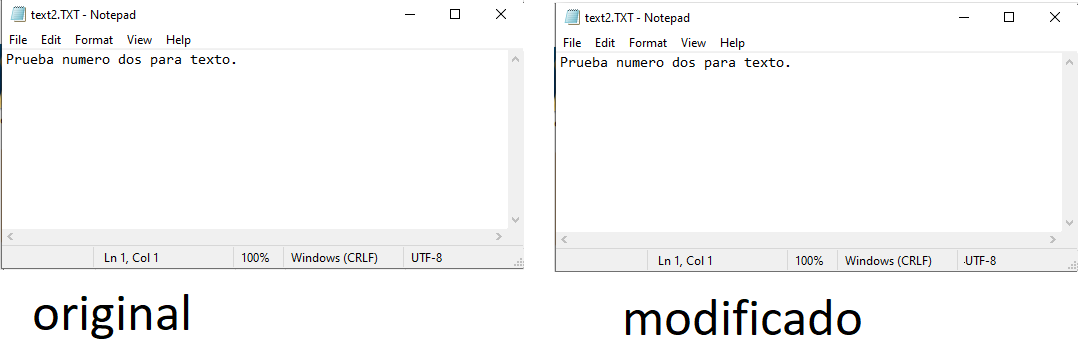 text2.TXT - Notepad
File Edit Format View Help
Prueba numero dos para texto.
Ln 1, Col 1 100% Windows (CRLF) UTF-8
original
text2.TXT - Notepad
File Edit Format View Help
Prueba numero dos para texto.
Ln 1, Col 1 100% Windows (CRLF) UTF-8
modificado